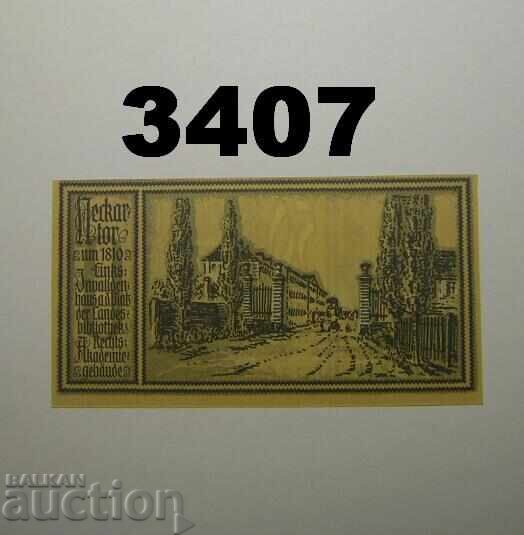 3407
Neckar-
tor
um 1810
Links
Invaliden-
haus a.d. Platz
der Landes-
bibliothek
Rechts
Akademie-
gebäude
BALKAN
auction